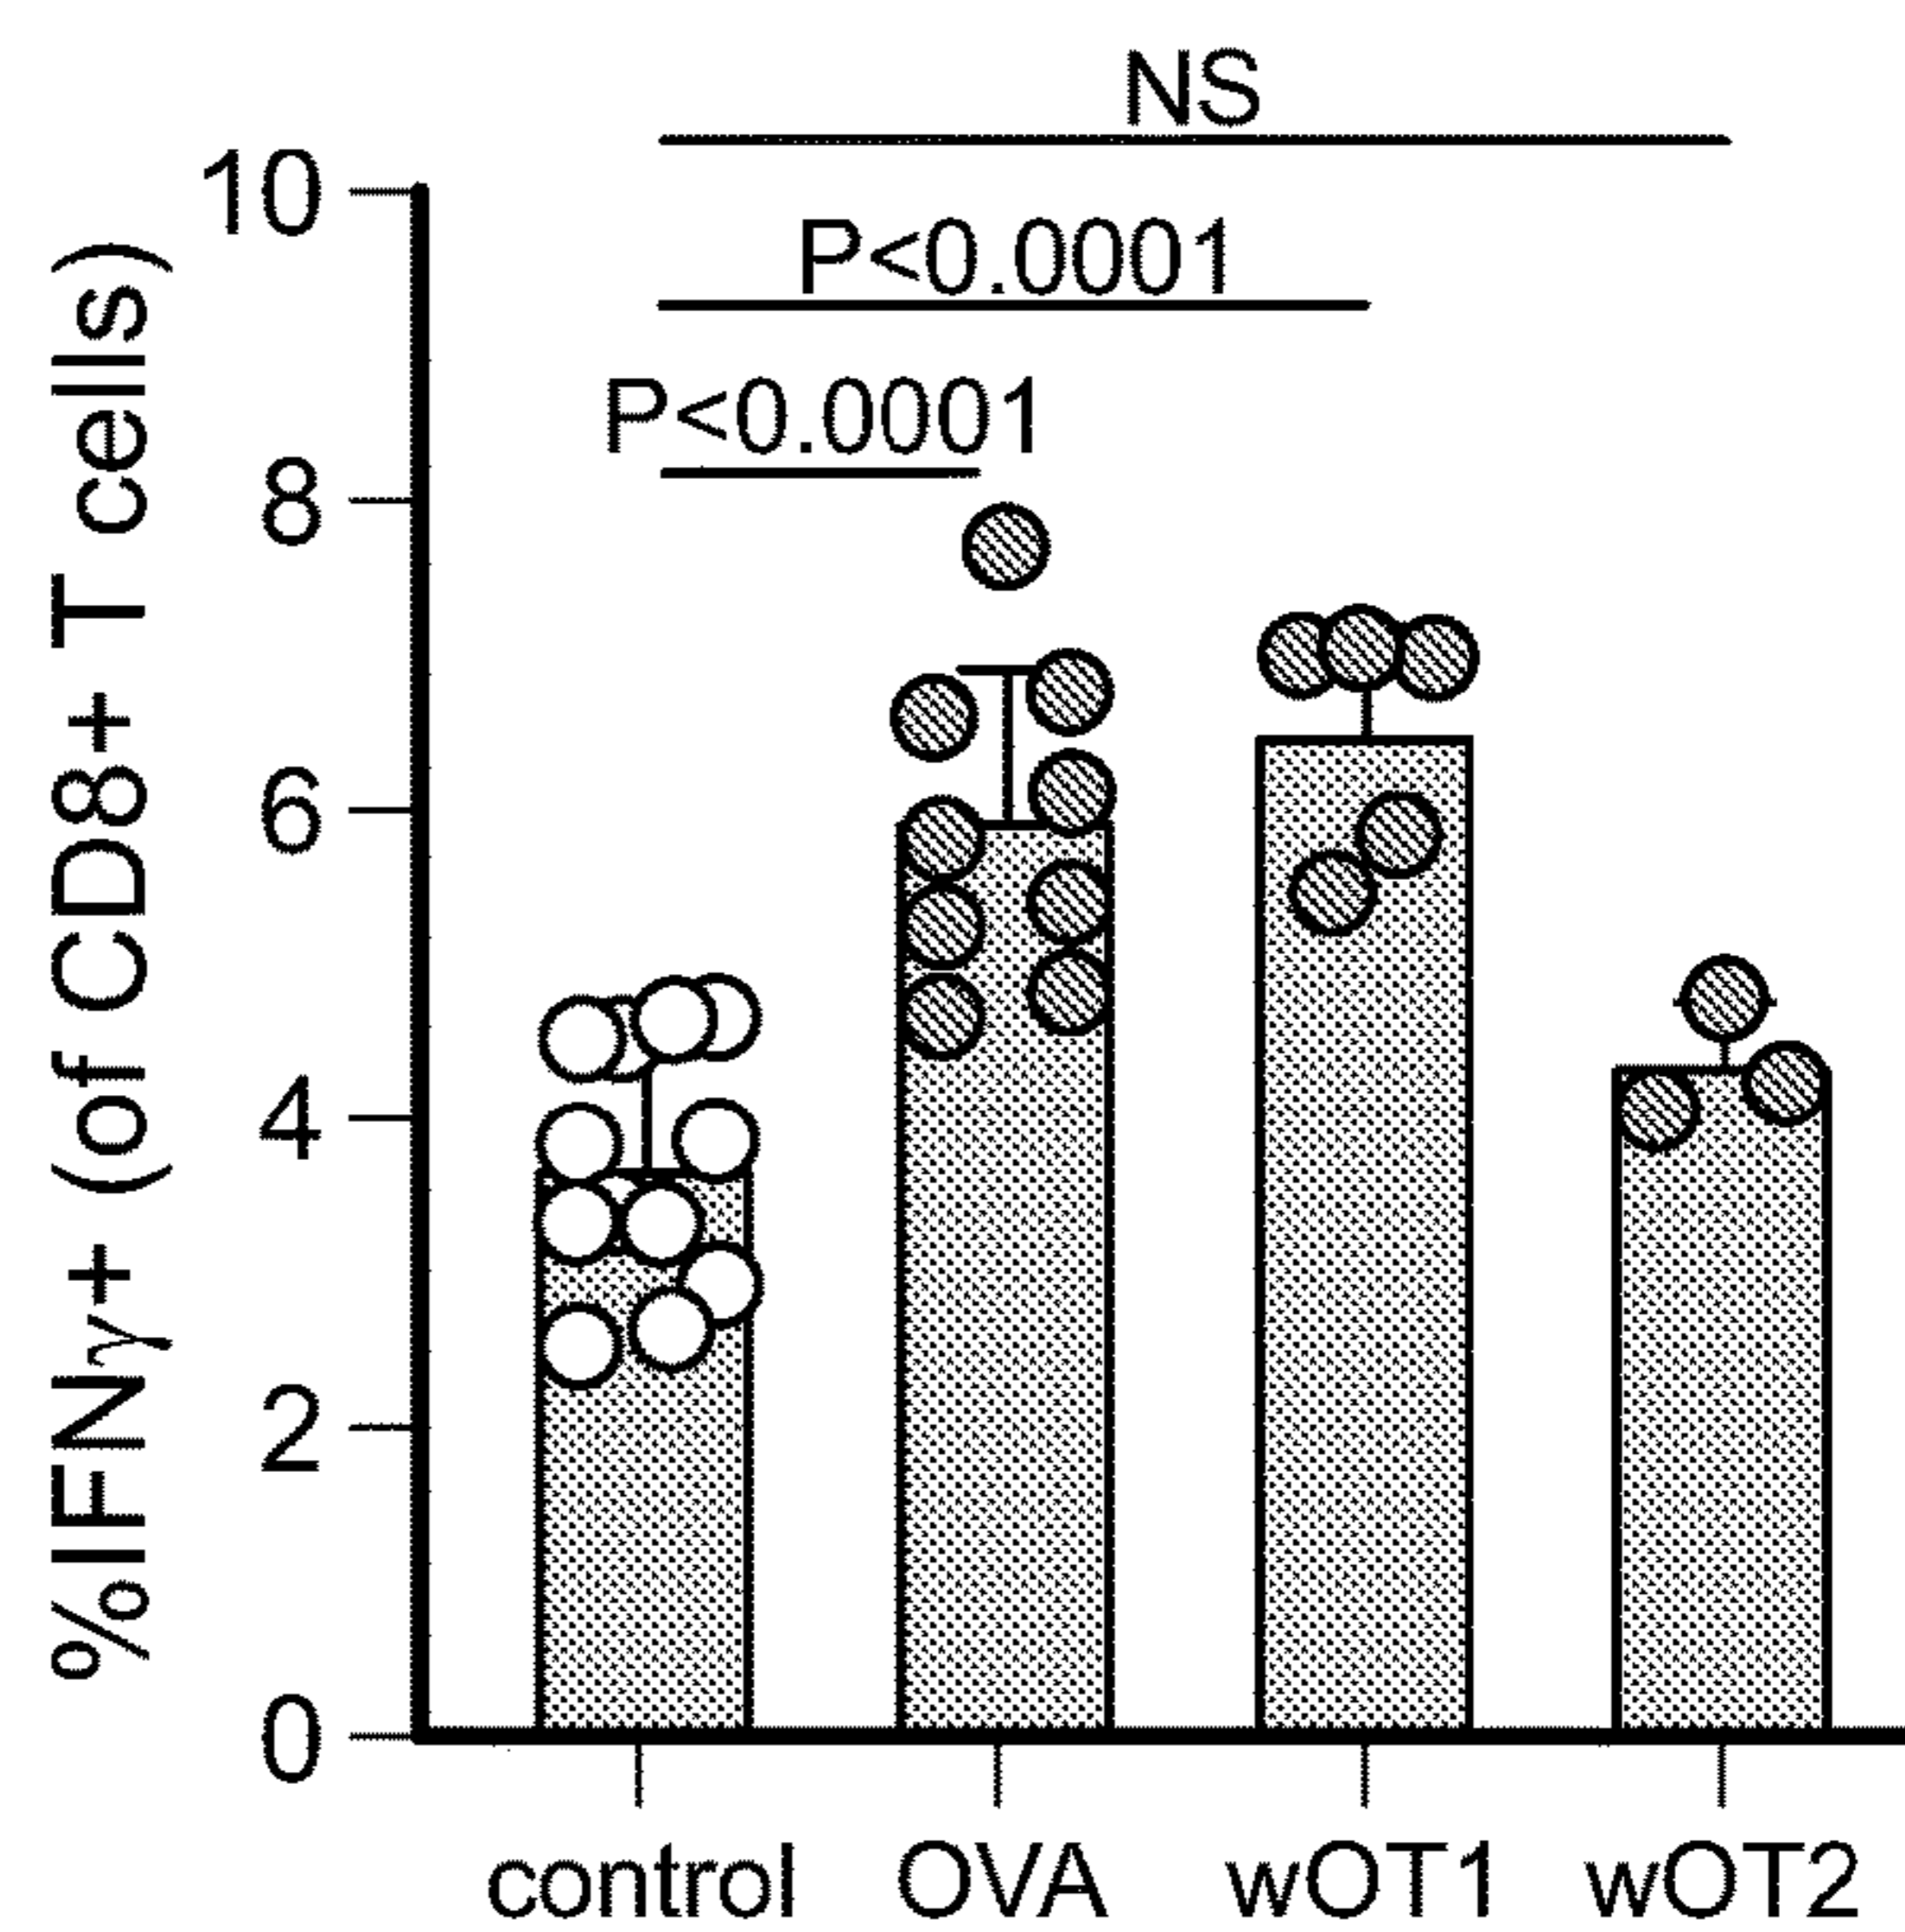 NS
P<0.0001
P<0.0001
%IFNγ+ (of CD8+ T cells)
10
8
6
4
2
0
control OVA wOT1 wOT2